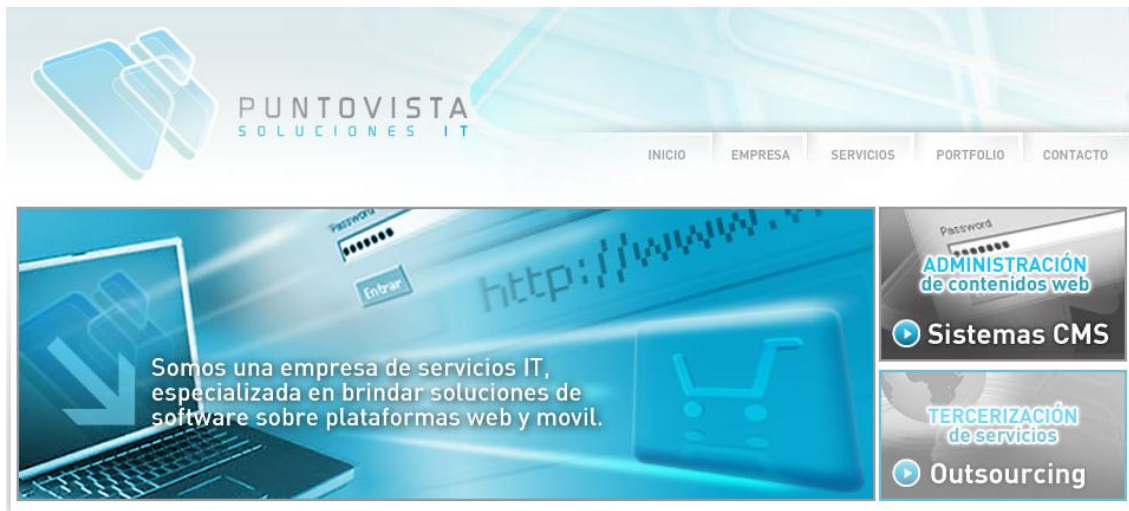 PUNTOVISTA
SOLUCIONES IT
INICIO
EMPRESA
SERVICIOS
PORTFOLIO
CONTACTO
Password
Entrar
http://www.
Somos una empresa de servicios IT,
especializada en brindar soluciones de
software sobre plataformas web y movil.
Password
ADMINISTRACIÓN
de contenidos web
Sistemas CMS
TERCERIZACIÓN
de servicios
Outsourcing